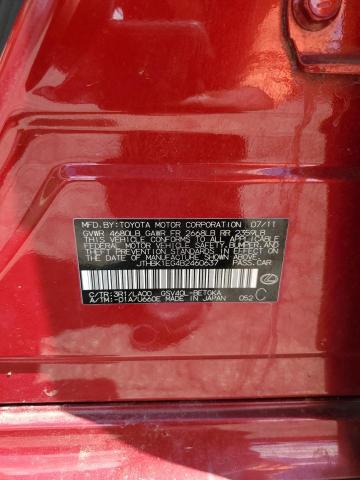 MFD.BY:TOYOTA MOTOR CORPORATION 07/11
GVWR 4680LB GAWR FR 2668LB RR 2359LB
THIS VEHICLE CONFORMS TO ALL APPLICABLE
FEDERAL MOTOR VEHICLE SAFETY,BUMPER,AND
THEFT PREVENTION STANDARDS IN EFFECT ON
THE DATE OF MANUFACTURE SHOWN ABOVE.
JTHBK1EG4B2460637 PASS.CAR
C/TR:3R1/LA00 GSV40L-BETGKA
A/TM:-01A/U660E MADE IN JAPAN 052 C